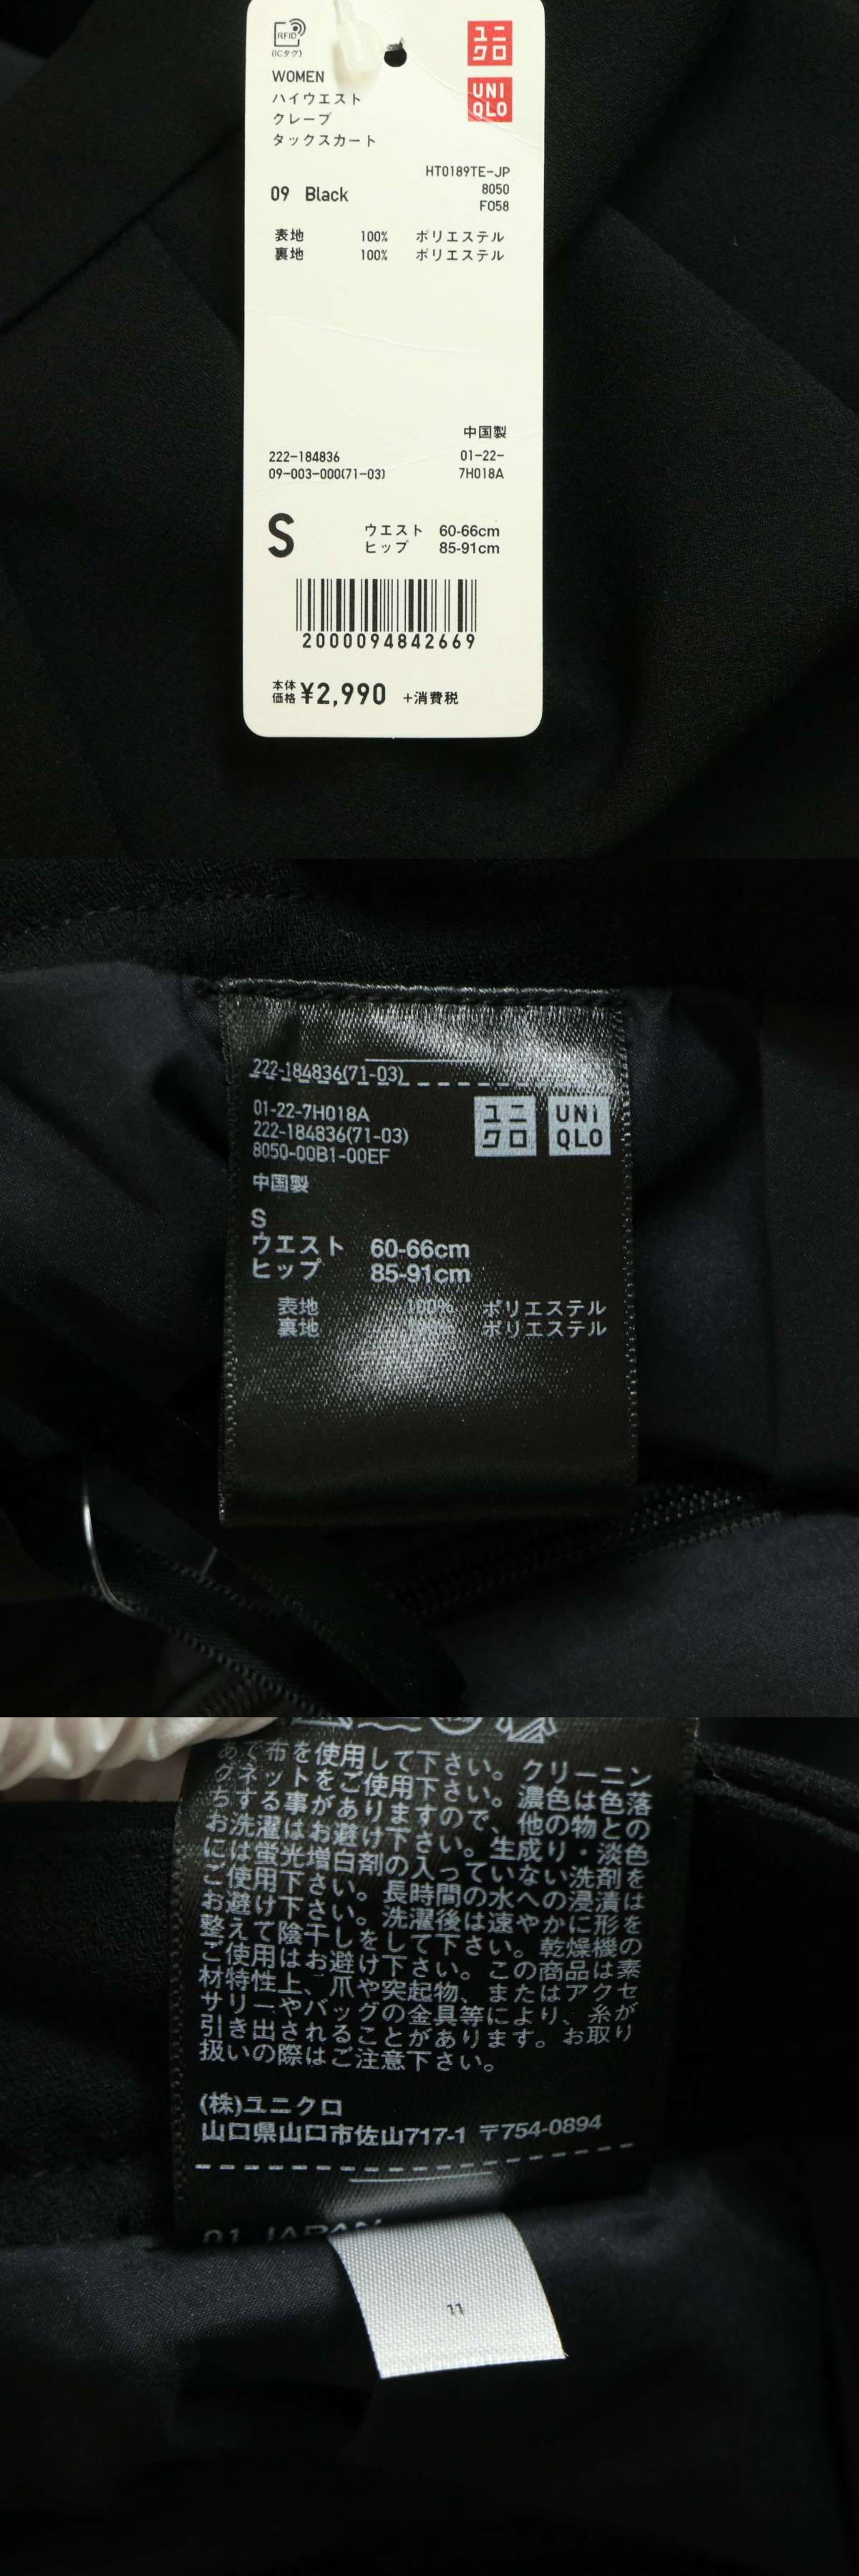 RFID
(ICタグ)
ユニ
クロ
UNI
QLO
WOMEN
ハイウエスト
クレープ
タックスカート
HT0189TE-JP
09 Black
8050
F058
表地 100% ポリエステル
裏地 100% ポリエステル
中国製
222-184836
01-22-
09-003-000(71-03)
7H018A
S
ウエスト 60-66cm
ヒップ 85-91cm
2000094842669
本体
価格 ¥2,990 +消費税
222-184836(71-03)
01-22-7H018A
222-184836(71-03)
8050-00B1-00EF
ユニ
クロ
UNI
QLO
中国製
S
ウエスト 60-66cm
ヒップ 85-91cm
表地 100% ポリエステル
裏地 100% ポリエステル
あて布を使用して下さい。クリーニン
グネットをご使用下さい。濃色は色落
ちする事がありますので、他の物と
お洗濯はお避け下さい。生成り・淡色
には蛍光増白剤の入っていない洗剤を
ご使用下さい。長時間の水への浸漬は
お避け下さい。洗濯後は速やかに形を
整えて陰干しをして下さい。乾燥機の
ご使用はお避け下さい。この商品は素
材特性上、爪や突起物、またはアクセ
サリーやバッグの金具等により、糸が
引き出されることがあります。お取り
扱いの際はご注意下さい。
(株)ユニクロ
山口県山口市佐山717-1 〒754-0894
01 JAPAN
11